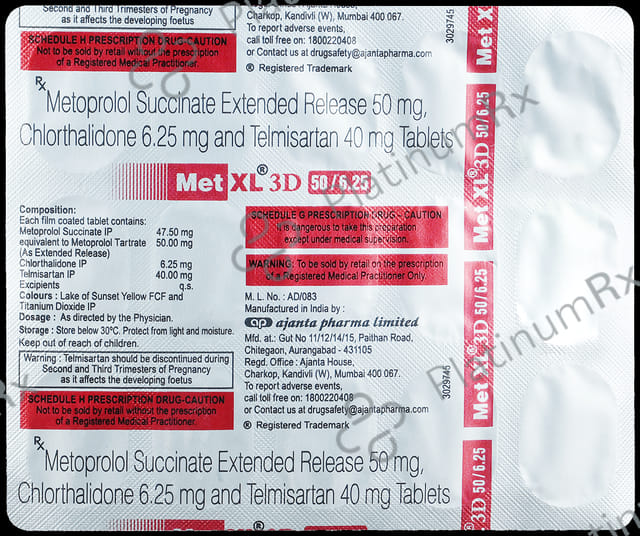 Second and Third Trimesters of Pregnancy
as it affects the developing foetus
SCHEDULE H PRESCRIPTION DRUG-CAUTION
Not to be sold by retail without the prescription
of a Registered Medical Practitioner.
Charkop, Kandivli (W), Mumbai 400 067.
To report adverse events,
call toll free on: 1800220408
or Contact us at drugsafety@ajantapharma.com
® Registered Trademark
3029745
Rx
Metoprolol Succinate Extended Release 50 mg,
Chlorthalidone 6.25 mg and Telmisartan 40 mg Tablets
Met XL® 3D 50/6.25
Composition:
Each film coated tablet contains:
Metoprolol Succinate IP 47.50 mg
equivalent to Metoprolol Tartrate 50.00 mg
(As Extended Release)
Chlorthalidone IP 6.25 mg
Telmisartan IP 40.00 mg
Excipients q.s.
Colours : Lake of Sunset Yellow FCF and
Titanium Dioxide IP
Dosage : As directed by the Physician.
Storage : Store below 30°C. Protect from light and moisture.
Keep out of reach of children.
Warning : Telmisartan should be discontinued during
Second and Third Trimesters of Pregnancy
as it affects the developing foetus
SCHEDULE H PRESCRIPTION DRUG-CAUTION
Not to be sold by retail without the prescription
of a Registered Medical Practitioner.
SCHEDULE G PRESCRIPTION DRUG - CAUTION
It is dangerous to take this preparation
except under medical supervision.
WARNING: To be sold by retail on the prescription
of a Registered Medical Practitioner Only.
M. L. No. : AD/083
Manufactured in India by :
ap ajanta pharma limited
Mfd. at.: Gut No 11/12/14/15, Paithan Road,
Chitegaon, Aurangabad - 431105
Regd. Office : Ajanta House,
Charkop, Kandivli (W), Mumbai 400 067.
To report adverse events,
call toll free on: 1800220408
or Contact us at drugsafety@ajantapharma.com
® Registered Trademark
3029745
Rx
Metoprolol Succinate Extended Release 50 mg,
Chlorthalidone 6.25 mg and Telmisartan 40 mg Tablets
Met XL® 3D
Met X
Met XL® 3D 50/6.25
Met XL® 3D 50/6.25
3D 50/6.25
PlatinumRx
PlatinumRx